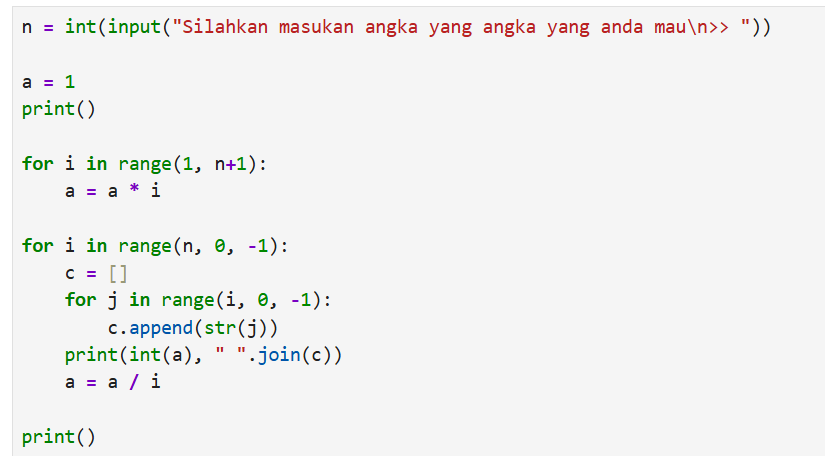 n = int(input("Silahkan masukan angka yang angka yang anda mau\n>> "))
a = 1
print()
for i in range(1, n+1):
    a = a * i
for i in range(n, 0, -1):
    c = []
    for j in range(i, 0, -1):
        c.append(str(j))
    print(int(a), " ".join(c))
    a = a / i
print()